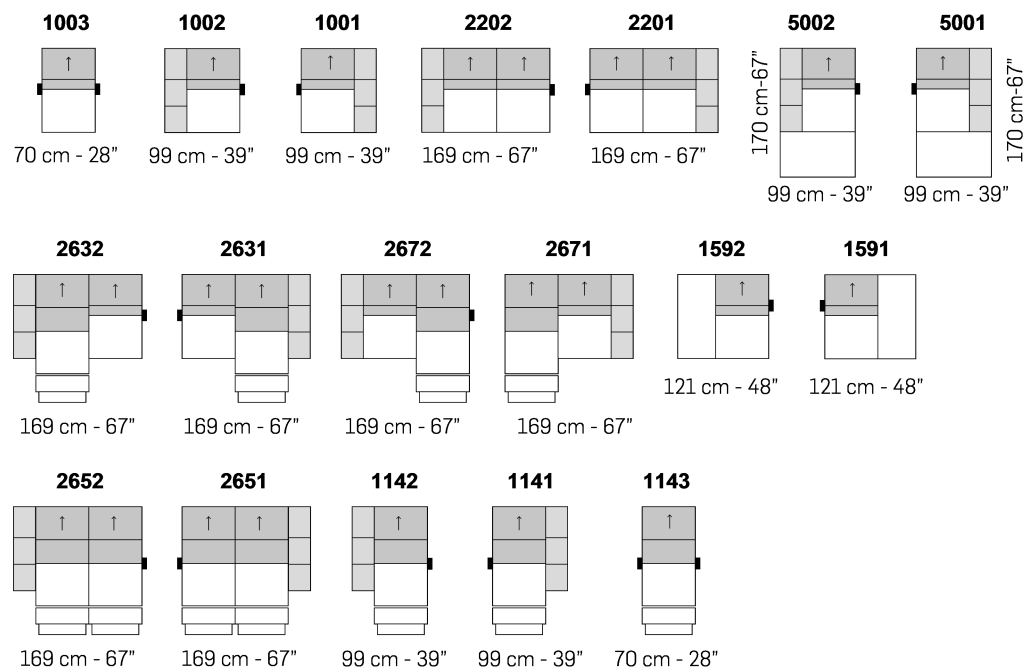 1003 1002 1001 2202 2201 5002 5001
170 cm-67”
170 cm-67”
70 cm - 28” 99 cm - 39” 99 cm - 39” 169 cm - 67” 169 cm - 67”
99 cm - 39” 99 cm - 39”
2632 2631 2672 2671 1592 1591
121 cm - 48” 121 cm - 48”
169 cm - 67” 169 cm - 67” 169 cm - 67” 169 cm - 67”
2652 2651 1142 1141 1143
169 cm - 67” 169 cm - 67” 99 cm - 39” 99 cm - 39” 70 cm - 28”